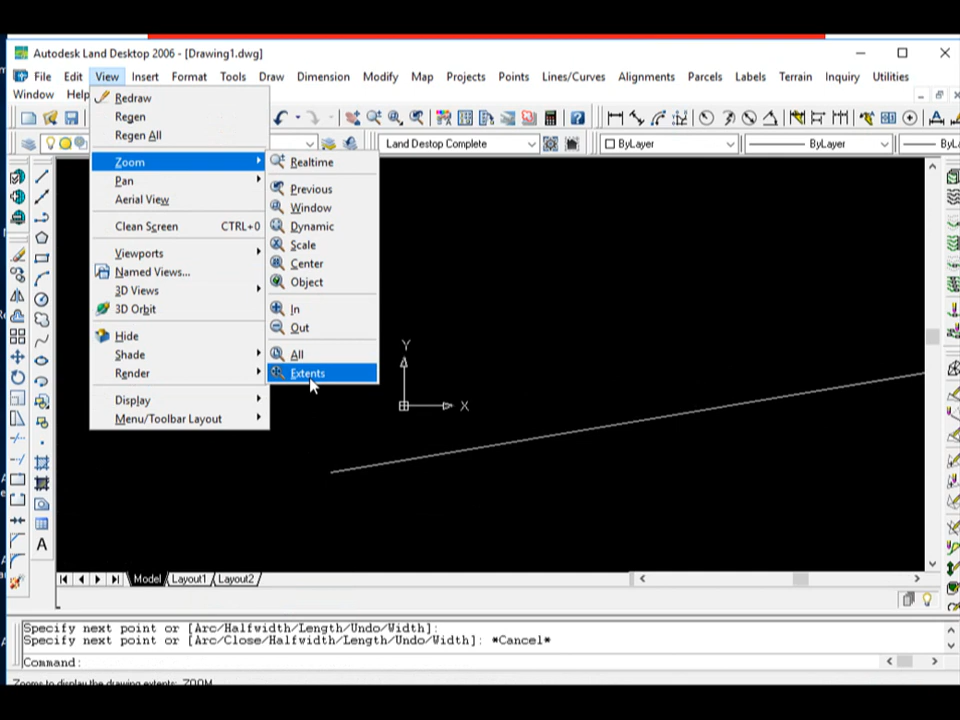 Autodesk Land Desktop 2006 - [Drawing1.dwg]
File Edit View Insert Format Tools Draw Dimension Modify Map Projects Points Lines/Curves Alignments Parcels Labels Terrain Inquiry Utilities
Window Help
Redraw
Regen
Regen All
Zoom
Pan
Aerial View
Clean Screen CTRL+0
Viewports
Named Views...
3D Views
3D Orbit
Hide
Shade
Render
Display
Menu/Toolbar Layout
Realtime
Previous
Window
Dynamic
Scale
Center
Object
In
Out
All
Extents
Land Destop Complete
ByLayer
ByLayer
Y
X
Model Layout1 Layout2
Specify next point or [Arc/Halfwidth/Length/Undo/Width]:
Specify next point or [Arc/Close/Halfwidth/Length/Undo/Width]: *Cancel*
Command:
Zooms to display the drawing extents: ZOOM